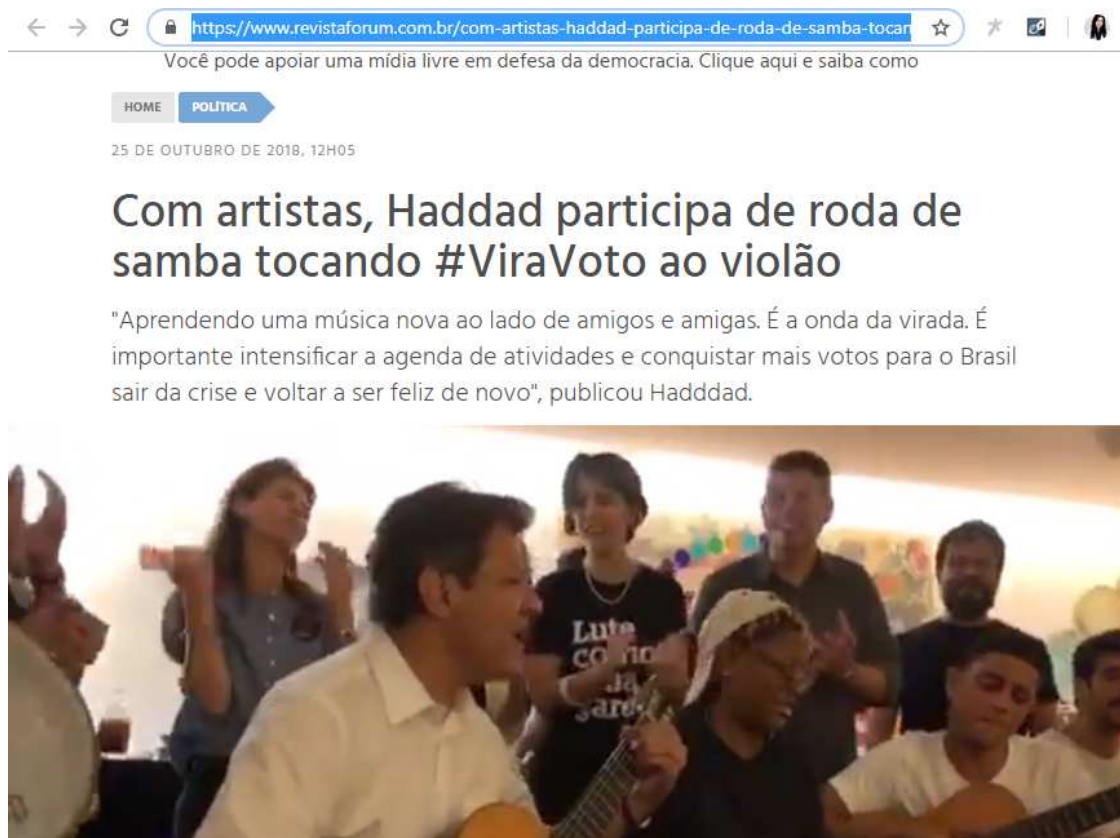 https://www.revistaforum.com.br/com-artistas-haddad-participa-de-roda-de-samba-tocan
Você pode apoiar uma mídia livre em defesa da democracia. Clique aqui e saiba como
HOME POLÍTICA
25 DE OUTUBRO DE 2018, 12H05
Com artistas, Haddad participa de roda de
samba tocando #ViraVoto ao violão
"Aprendendo uma música nova ao lado de amigos e amigas. É a onda da virada. É
importante intensificar a agenda de atividades e conquistar mais votos para o Brasil
sair da crise e voltar a ser feliz de novo", publicou Hadddad.
Lute